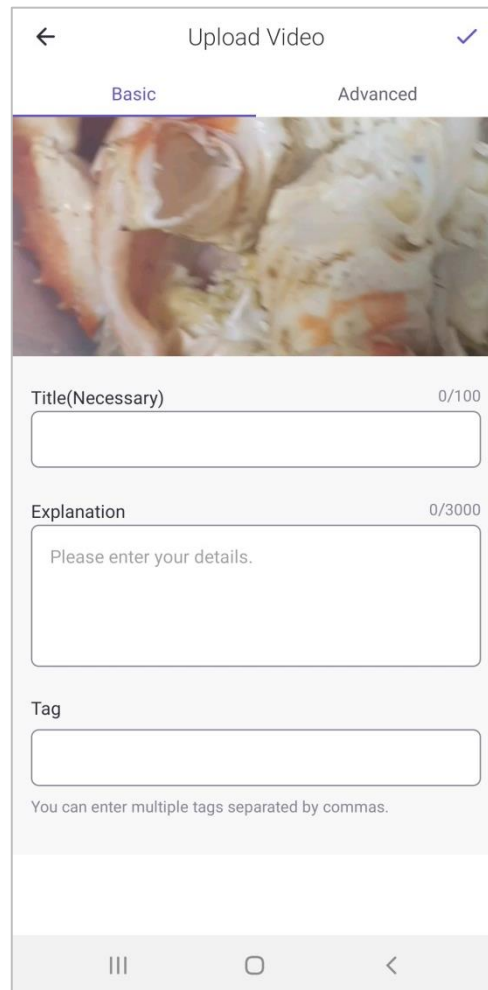 Upload Video
Basic Advanced
Title(Necessary) 0/100
Explanation 0/3000
Please enter your details.
Tag
You can enter multiple tags separated by commas.